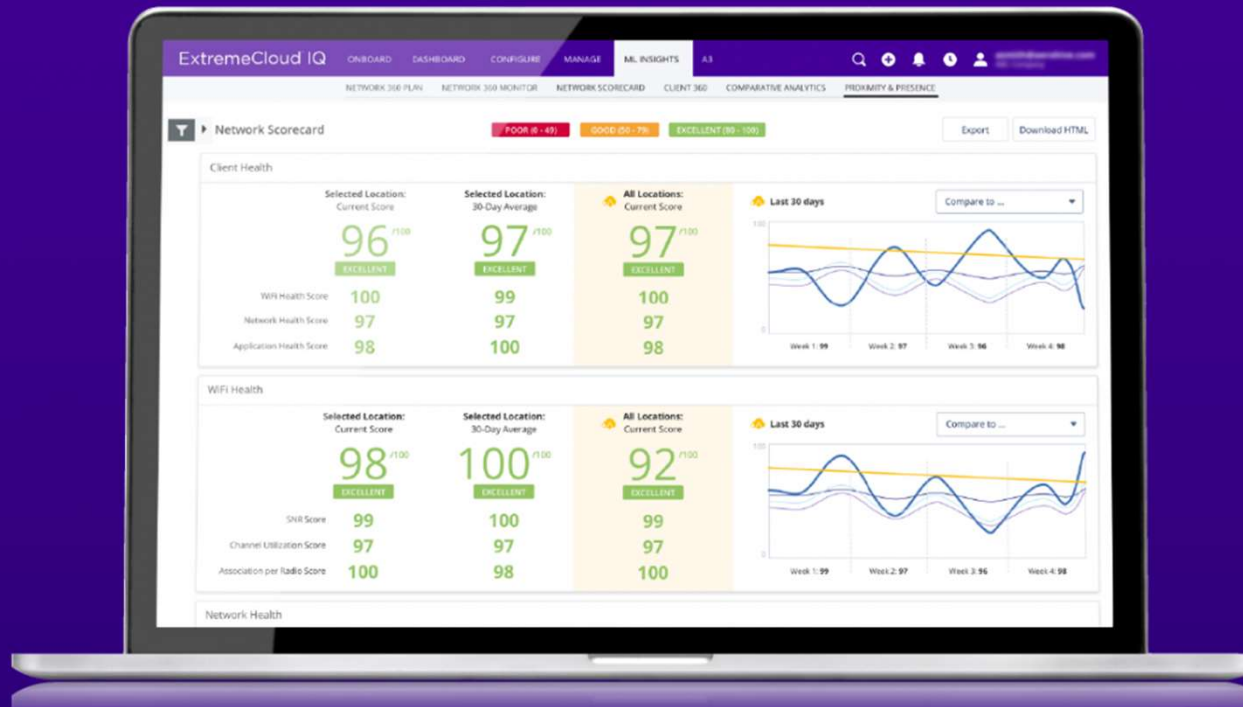 ExtremeCloud IQ ONBOARD DASHBOARD CONFIGURE MANAGE ML INSIGHTS A3
NETWORK 360 PLAN NETWORK 360 MONITOR NETWORK SCORECARD CLIENT 360 COMPARATIVE ANALYTICS PROXIMITY & PRESENCE
Network Scorecard POOR (0 - 49) GOOD (50 - 79) EXCELLENT (80 - 100) Export Download HTML
Client Health
Selected Location: Selected Location: All Locations:
Current Score 30-Day Average Current Score Last 30 days Compare to ...
96 /100 97 /100 97 /100 100
EXCELLENT EXCELLENT EXCELLENT
WiFi Health Score 100 99 100
Network Health Score 97 97 97 0
Application Health Score 98 100 98 Week 1: 99 Week 2: 97 Week 3: 96 Week 4: 98
WiFi Health
Selected Location: Selected Location: All Locations:
Current Score 30-Day Average Current Score Last 30 days Compare to ...
98 /100 100 /100 92 /100 100
EXCELLENT EXCELLENT EXCELLENT
SNR Score 99 100 99
Channel Utilization Score 97 97 97 0
Association per Radio Score 100 98 100 Week 1: 99 Week 2: 97 Week 3: 96 Week 4: 98
Network Health